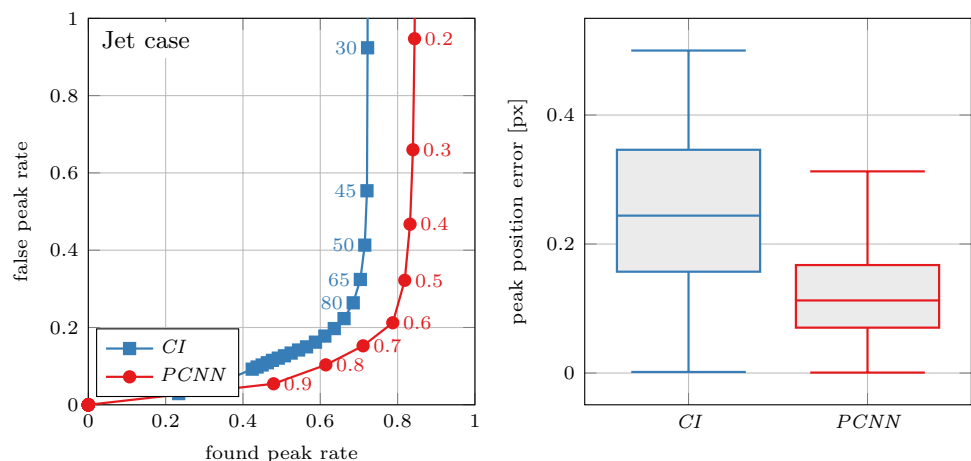 Jet case
false peak rate
1
0.8
0.6
0.4
0.2
0
30
45
50
65
80
0.2
0.3
0.4
0.5
0.6
0.7
0.8
0.9
CI
PCNN
0 0.2 0.4 0.6 0.8 1
found peak rate
peak position error [px]
0.4
0.2
0
CI PCNN